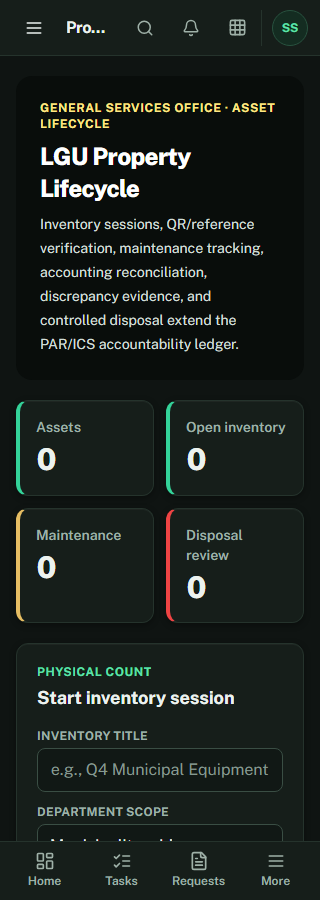 Pro...
SS
GENERAL SERVICES OFFICE · ASSET
LIFECYCLE
LGU Property
Lifecycle
Inventory sessions, QR/reference
verification, maintenance tracking,
accounting reconciliation,
discrepancy evidence, and
controlled disposal extend the
PAR/ICS accountability ledger.
Assets
0
Open inventory
0
Maintenance
0
Disposal
review
0
PHYSICAL COUNT
Start inventory session
INVENTORY TITLE
e.g., Q4 Municipal Equipment
DEPARTMENT SCOPE
Home
Tasks
Requests
More